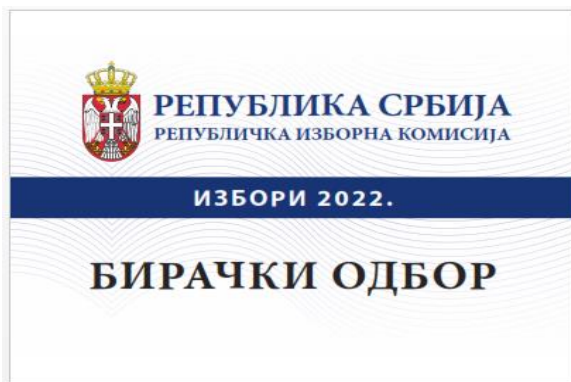 РЕПУБЛИКА СРБИЈА
РЕПУБЛИЧКА ИЗБОРНА КОМИСИЈА
ИЗБОРИ 2022.
БИРАЧКИ ОДБОР